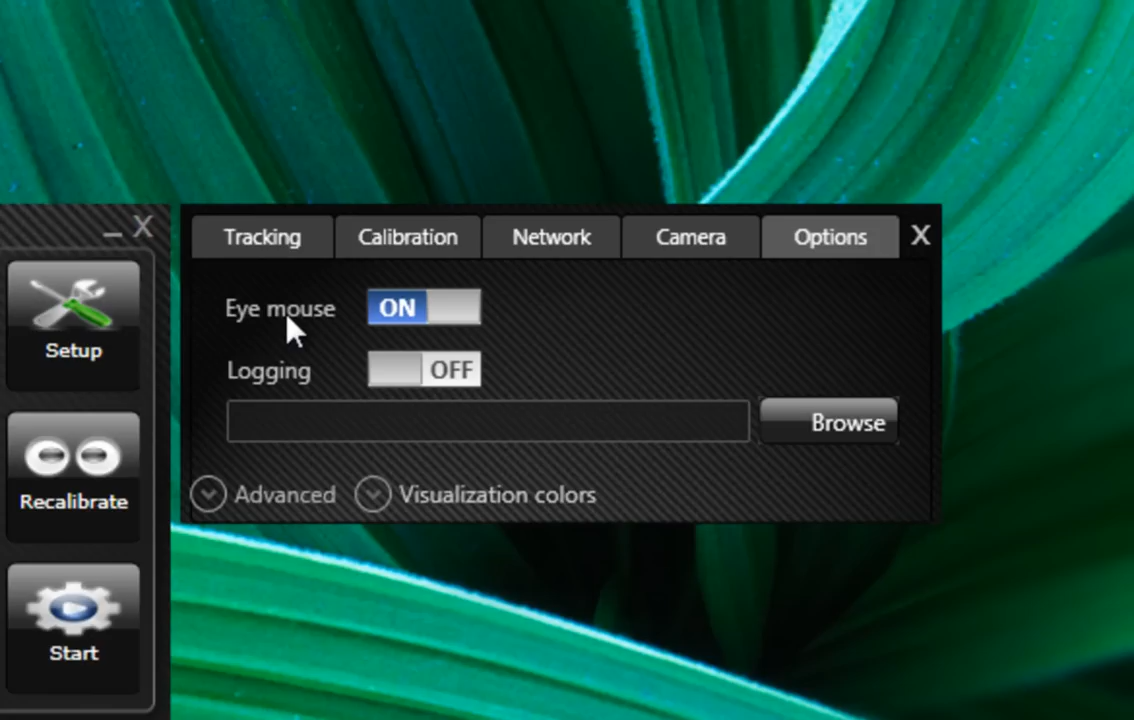 _ X
Tracking Calibration Network Camera Options X
Eye mouse ON
Setup
Logging OFF
Browse
Recalibrate
Advanced Visualization colors
Start